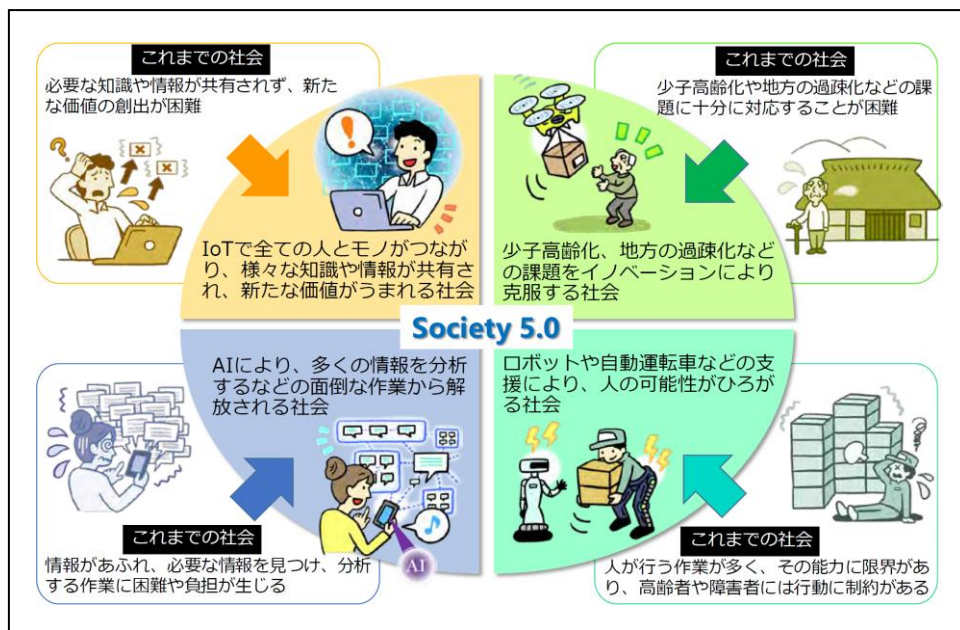 これまでの社会
必要な知識や情報が共有されず、新た
な価値の創出が困難
IoTで全ての人とモノがつなが
り、様々な知識や情報が共有さ
れ、新たな価値がうまれる社会
これまでの社会
少子高齢化や地方の過疎化などの課
題に十分に対応することが困難
少子高齢化、地方の過疎化など
の課題をイノベーションにより
克服する社会
Society 5.0
AIにより、多くの情報を分析
するなどの面倒な作業から解
放される社会
AI
これまでの社会
情報があふれ、必要な情報を見つけ、分析
する作業に困難や負担が生じる
ロボットや自動運転車などの支
援により、人の可能性がひろが
る社会
これまでの社会
人が行う作業が多く、その能力に限界があ
り、高齢者や障害者には行動に制約がある